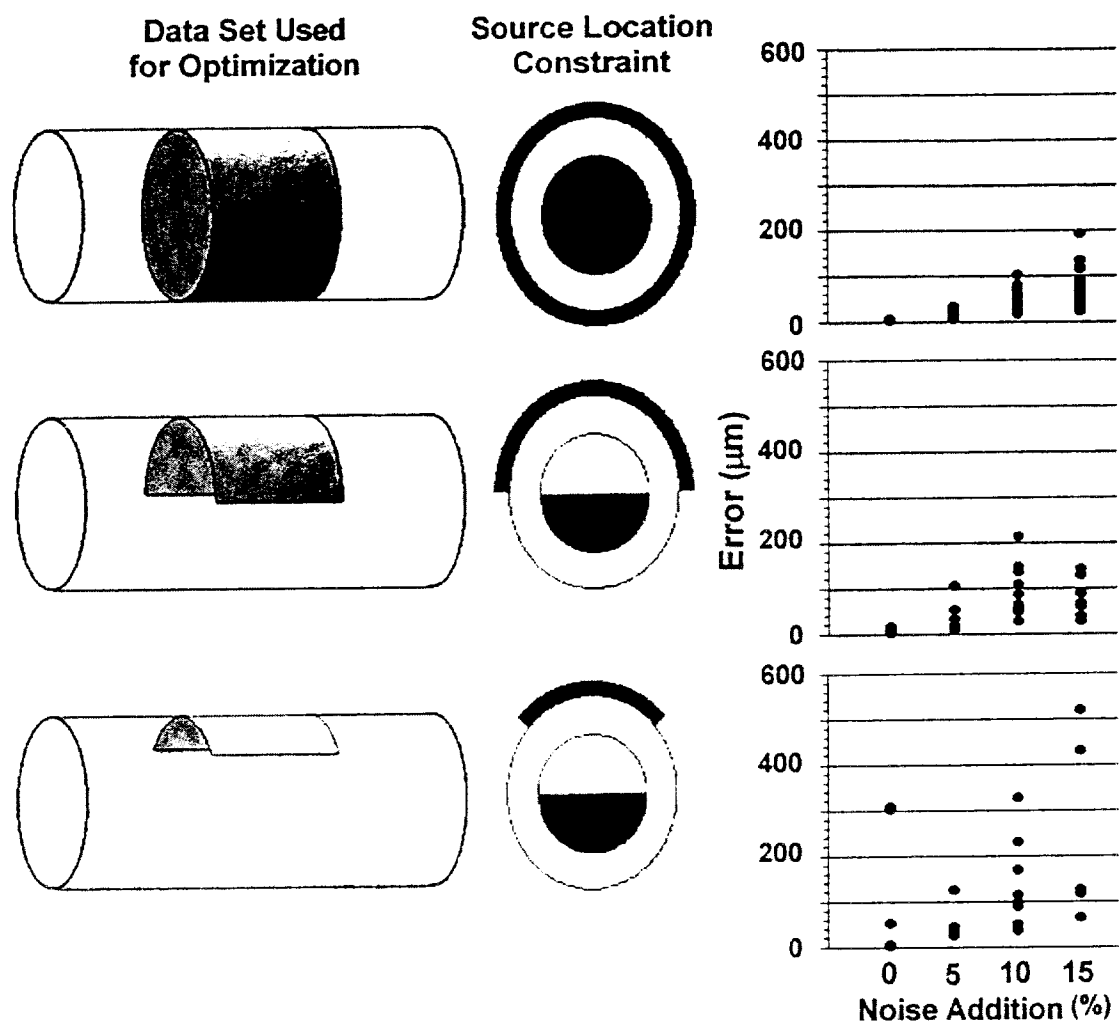 Data Set Used
for Optimization
Source Location
Constraint
600
400
200
0
600
400
200
0
Error (μm)
600
400
200
0
0 5 10 15
Noise Addition (%)